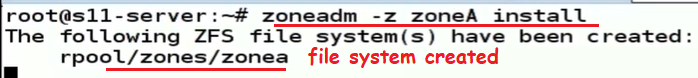 root@s11-server:~# zoneadm -z zoneA install
The following ZFS file system(s) have been created:
rpool/zones/zonea file system created